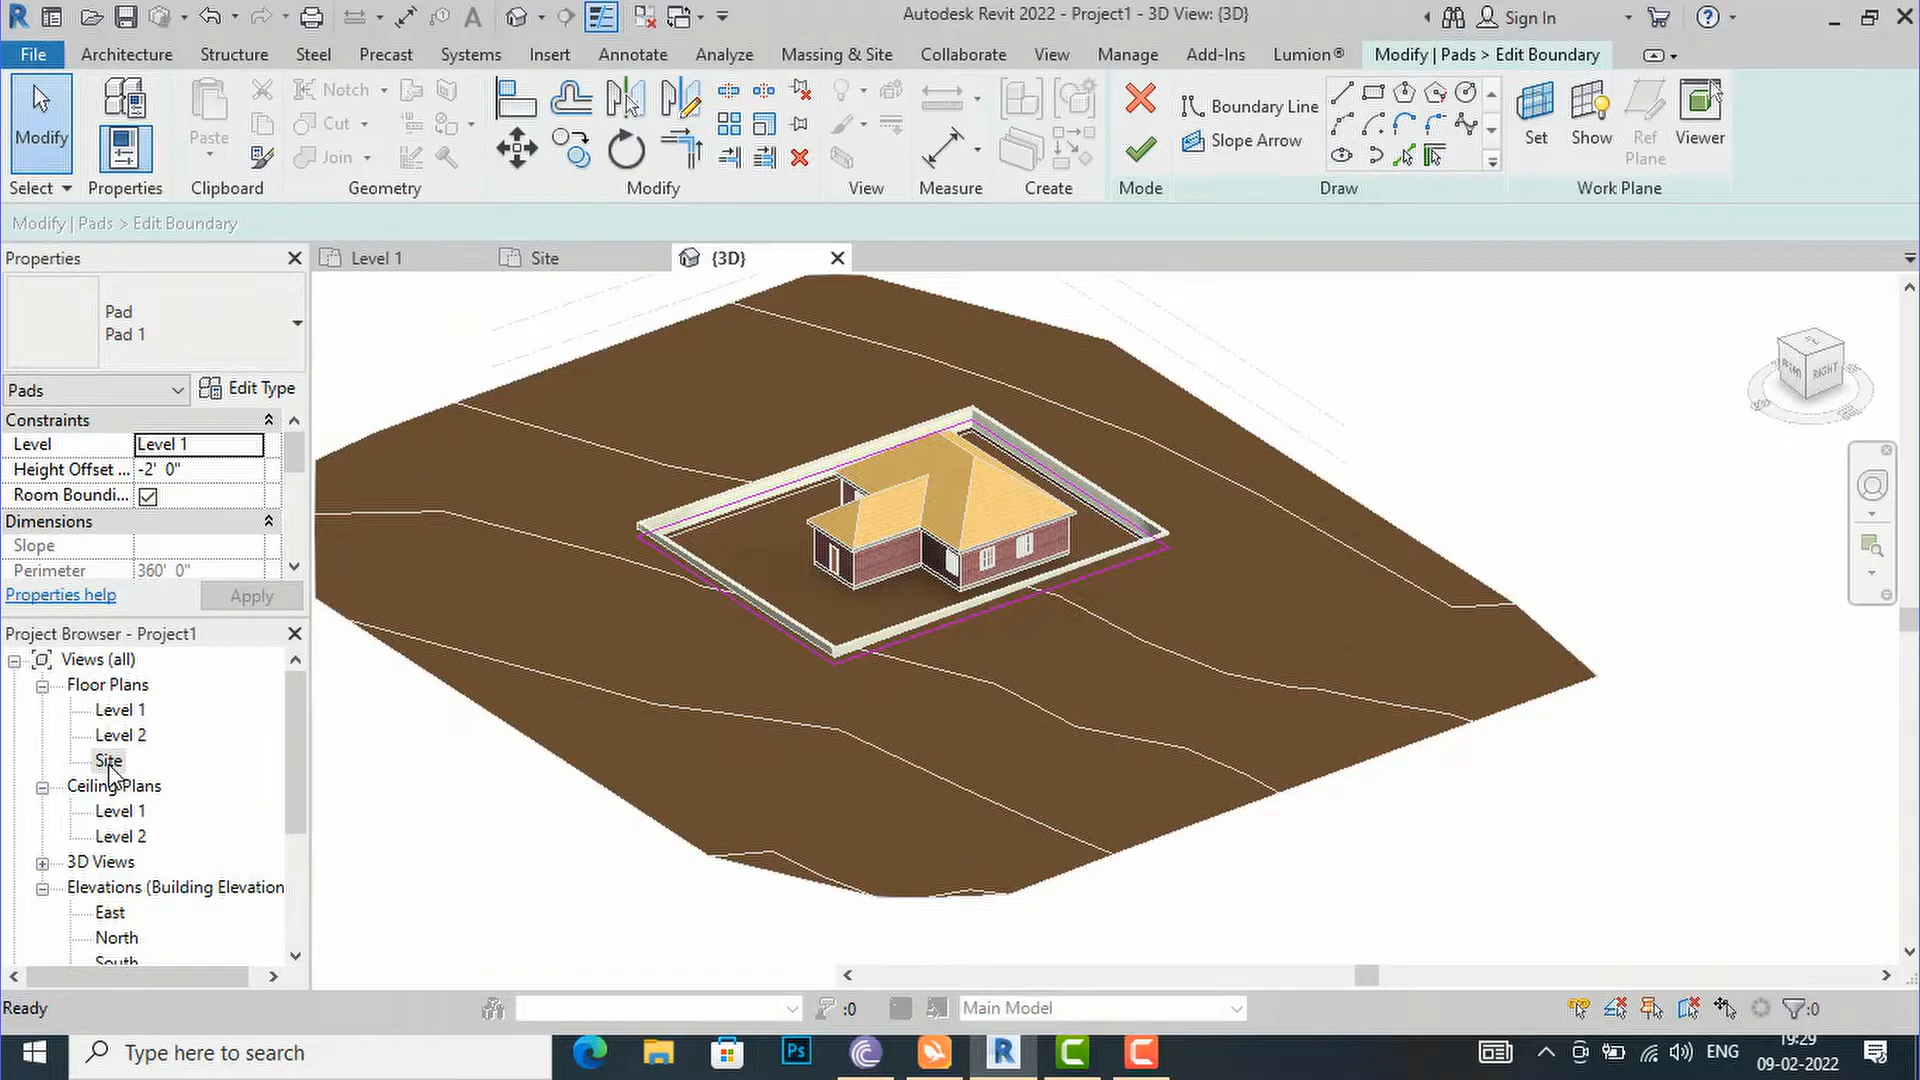 Autodesk Revit 2022 - Project1 - 3D View: {3D}
Sign In
File
Architecture
Structure
Steel
Precast
Systems
Insert
Annotate
Analyze
Massing & Site
Collaborate
View
Manage
Add-Ins
Lumion®
Modify | Pads > Edit Boundary
Modify
Paste
Notch
Cut
Join
Boundary Line
Slope Arrow
Set
Show
Ref
Plane
Viewer
Select
Properties
Clipboard
Geometry
Modify
View
Measure
Create
Mode
Draw
Work Plane
Modify | Pads > Edit Boundary
Properties
Level 1
Site
{3D}
Pad
Pad 1
Pads
Edit Type
Constraints
Level
Level 1
Height Offset ...
-2' 0"
Room Boundi...
Dimensions
Slope
Perimeter
360' 0"
Properties help
Apply
RIGHT
Project Browser - Project1
Views (all)
Floor Plans
Level 1
Level 2
Site
Ceiling Plans
Level 1
Level 2
3D Views
Elevations (Building Elevation
East
North
South
Ready
:0
Main Model
:0
Type here to search
Ps
ENG
19:29
09-02-2022